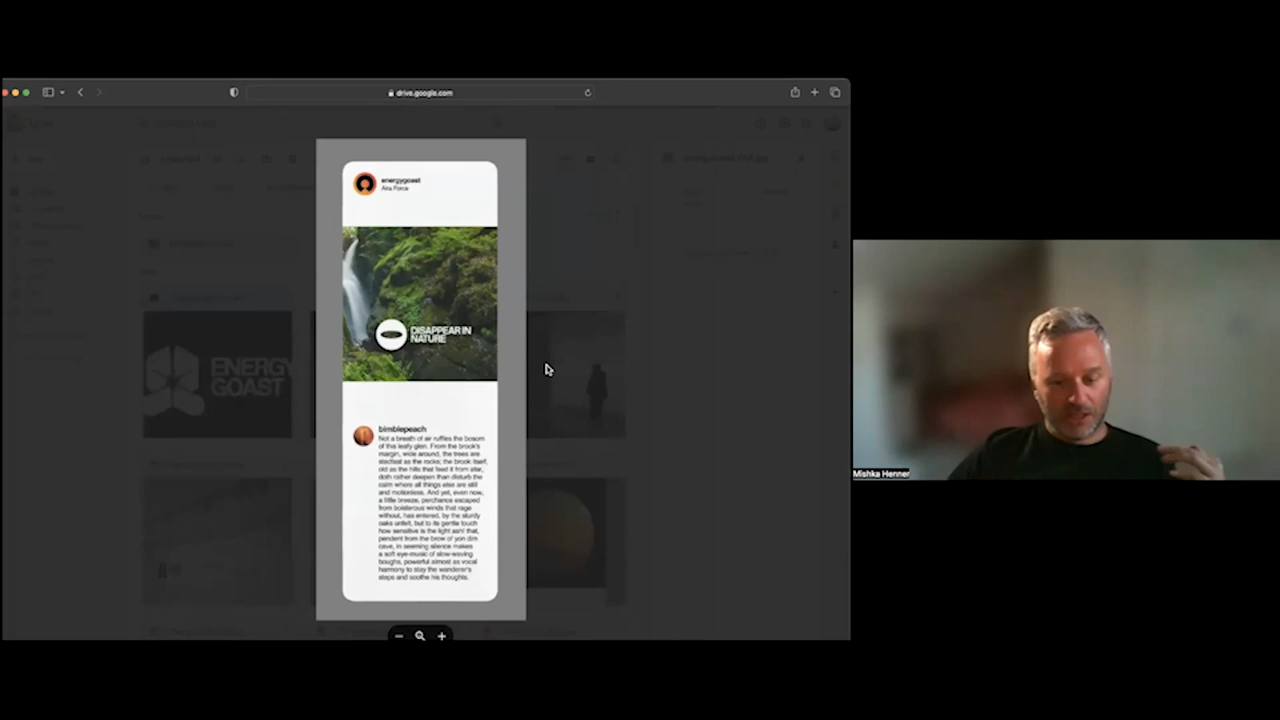 drive.google.com
energygoast
Aira Force
DISAPPEAR IN
NATURE
ENERGY
GOAST
bimblepeach
Not a breath of air ruffles the bosom
of this leafy glen. From the brook's
margin, wide around, the trees are
stedfast as the rocks; the brook itself,
old as the hills that feed it from afar,
doth rather deepen than disturb the
calm where all things else are still
and motionless. And yet, even now,
a little breeze, perchance escaped
from boisterous winds that rage
without, has entered, by the sturdy
oaks unfelt, but to its gentle touch
how sensitive is the light ash! that,
pendent from the brow of yon dim
cave, in seeming silence makes
a soft eye-music of slow-waving
boughs, powerful almost as vocal
harmony to stay the wanderer's
steps and soothe his thoughts.
Mishka Henner